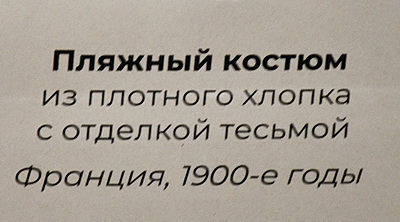 Пляжный костюм
из плотного хлопка
с отделкой тесьмой
Франция, 1900-е годы